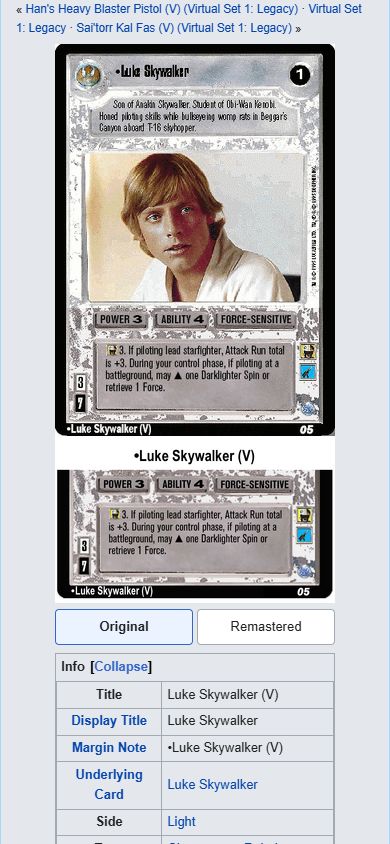 « Han's Heavy Blaster Pistol (V) (Virtual Set 1: Legacy) · Virtual Set
1: Legacy · Sai'torr Kal Fas (V) (Virtual Set 1: Legacy) »
•Luke Skywalker
1
Son of Anakin Skywalker. Student of Obi-Wan Kenobi.
Honed piloting skills while bullseyeing womp rats in Beggar's
Canyon aboard T-16 skyhopper.
POWER 3 ABILITY 4 FORCE-SENSITIVE
3. If piloting lead starfighter, Attack Run total
is +3. During your control phase, if piloting at a
battleground, may ▲ one Darklighter Spin or
retrieve 1 Force.
3
7
•Luke Skywalker (V) 05
•Luke Skywalker (V)
POWER 3 ABILITY 4 FORCE-SENSITIVE
3. If piloting lead starfighter, Attack Run total
is +3. During your control phase, if piloting at a
battleground, may ▲ one Darklighter Spin or
retrieve 1 Force.
3
7
•Luke Skywalker (V) 05
Original Remastered
Info [Collapse]
Title Luke Skywalker (V)
Display Title Luke Skywalker
Margin Note •Luke Skywalker (V)
Underlying
Card Luke Skywalker
Side Light